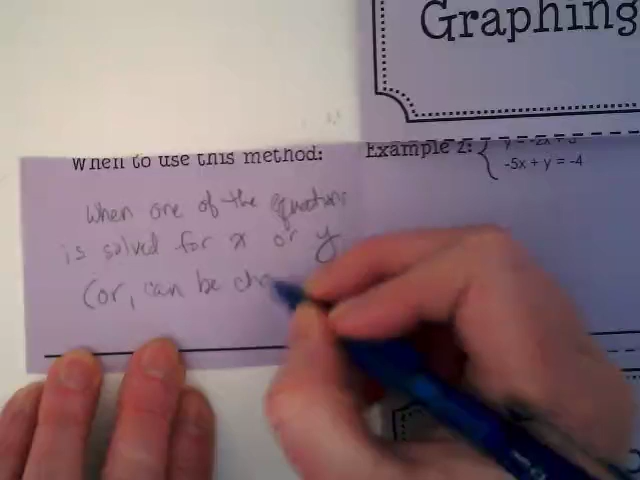 Graphing
When to use this method:
Example 2:
-5x + y = -4
When one of the equations
is solved for x or y
(or, can be